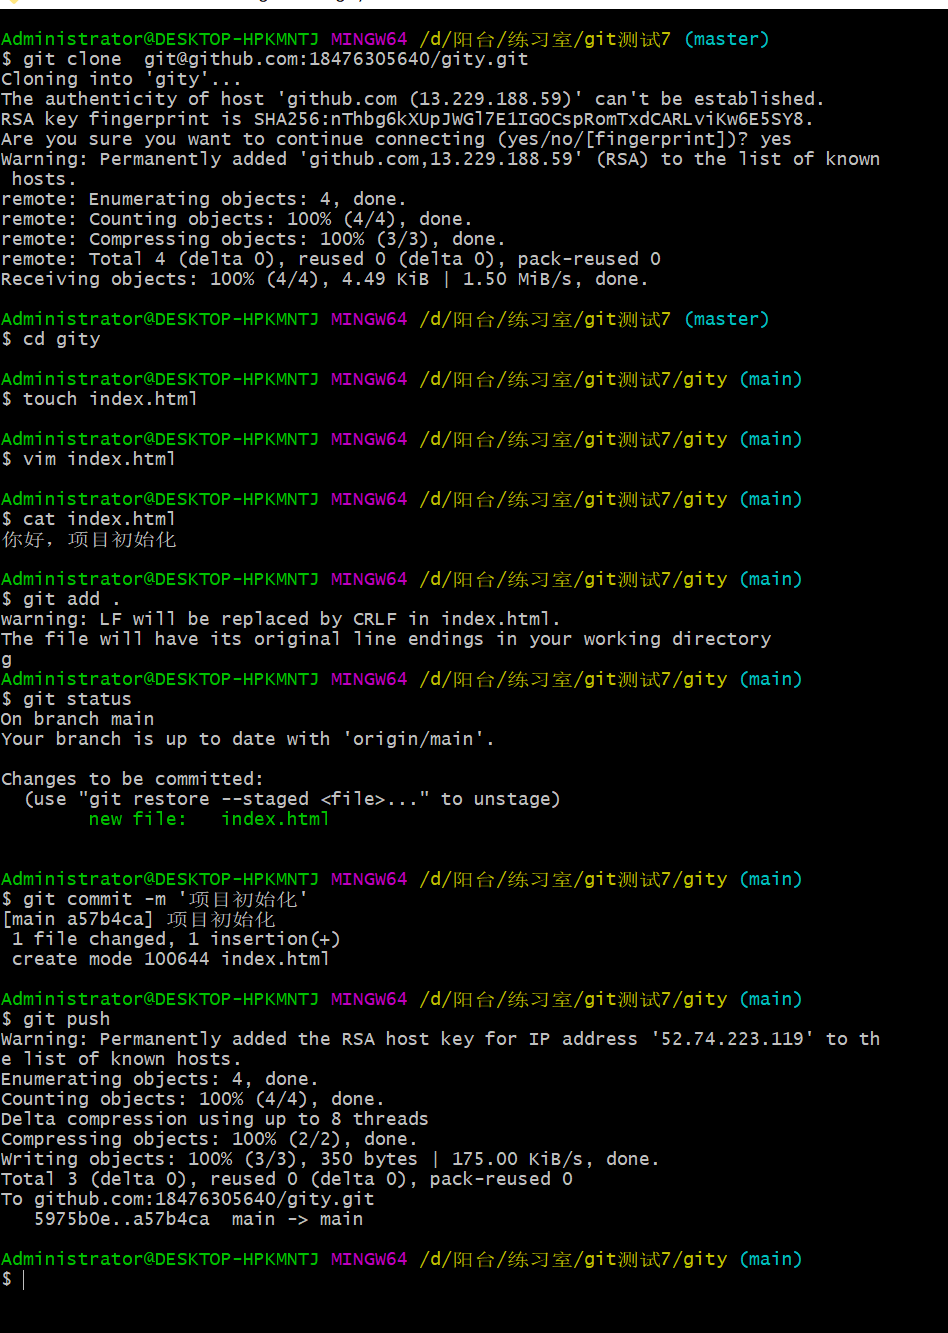 Administrator@DESKTOP-HPKMNTJ MINGW64 /d/阳台/练习室/git测试7 (master)
$ git clone  git@github.com:18476305640/gity.git
Cloning into 'gity'...
The authenticity of host 'github.com (13.229.188.59)' can't be established.
RSA key fingerprint is SHA256:nThbg6kXUpJWGl7E1IGOCspRomTxdCARLviKw6E5SY8.
Are you sure you want to continue connecting (yes/no/[fingerprint])? yes
Warning: Permanently added 'github.com,13.229.188.59' (RSA) to the list of known
 hosts.
remote: Enumerating objects: 4, done.
remote: Counting objects: 100% (4/4), done.
remote: Compressing objects: 100% (3/3), done.
remote: Total 4 (delta 0), reused 0 (delta 0), pack-reused 0
Receiving objects: 100% (4/4), 4.49 KiB | 1.50 MiB/s, done.
Administrator@DESKTOP-HPKMNTJ MINGW64 /d/阳台/练习室/git测试7 (master)
$ cd gity
Administrator@DESKTOP-HPKMNTJ MINGW64 /d/阳台/练习室/git测试7/gity (main)
$ touch index.html
Administrator@DESKTOP-HPKMNTJ MINGW64 /d/阳台/练习室/git测试7/gity (main)
$ vim index.html
Administrator@DESKTOP-HPKMNTJ MINGW64 /d/阳台/练习室/git测试7/gity (main)
$ cat index.html
你好，项目初始化
Administrator@DESKTOP-HPKMNTJ MINGW64 /d/阳台/练习室/git测试7/gity (main)
$ git add .
warning: LF will be replaced by CRLF in index.html.
The file will have its original line endings in your working directory
g
Administrator@DESKTOP-HPKMNTJ MINGW64 /d/阳台/练习室/git测试7/gity (main)
$ git status
On branch main
Your branch is up to date with 'origin/main'.
Changes to be committed:
  (use "git restore --staged <file>..." to unstage)
        new file:   index.html
Administrator@DESKTOP-HPKMNTJ MINGW64 /d/阳台/练习室/git测试7/gity (main)
$ git commit -m '项目初始化'
[main a57b4ca] 项目初始化
 1 file changed, 1 insertion(+)
 create mode 100644 index.html
Administrator@DESKTOP-HPKMNTJ MINGW64 /d/阳台/练习室/git测试7/gity (main)
$ git push
Warning: Permanently added the RSA host key for IP address '52.74.223.119' to th
e list of known hosts.
Enumerating objects: 4, done.
Counting objects: 100% (4/4), done.
Delta compression using up to 8 threads
Compressing objects: 100% (2/2), done.
Writing objects: 100% (3/3), 350 bytes | 175.00 KiB/s, done.
Total 3 (delta 0), reused 0 (delta 0), pack-reused 0
To github.com:18476305640/gity.git
   5975b0e..a57b4ca  main -> main
Administrator@DESKTOP-HPKMNTJ MINGW64 /d/阳台/练习室/git测试7/gity (main)
$